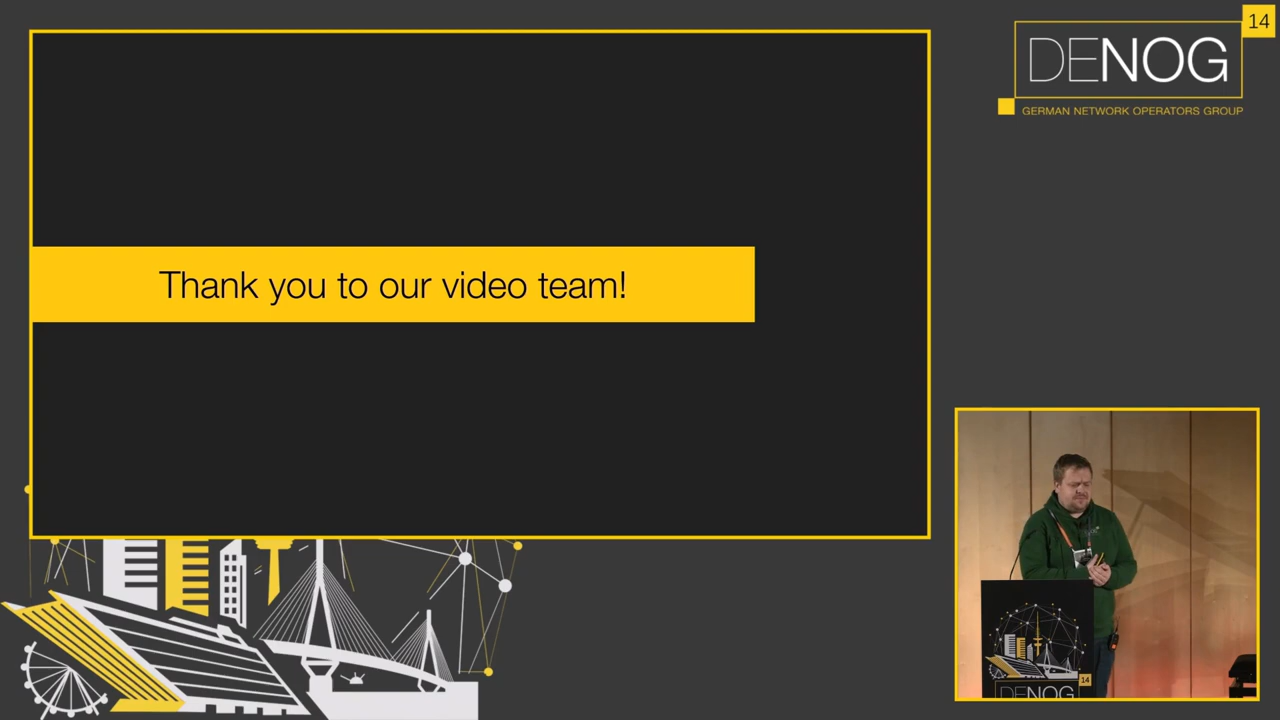 14
DENOG
GERMAN NETWORK OPERATORS GROUP
Thank you to our video team!
14
DENOG